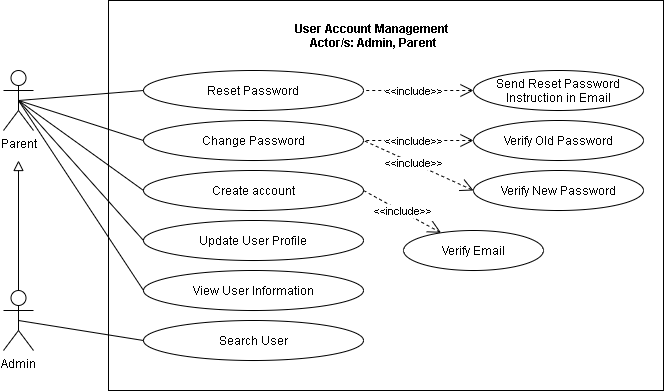 User Account Management
Actor/s: Admin, Parent
Reset Password
<<include>>
Send Reset Password
Instruction in Email
Parent
Change Password
<<include>>
Verify Old Password
<<include>>
Create account
Verify New Password
<<include>>
Update User Profile
Verify Email
View User Information
Search User
Admin